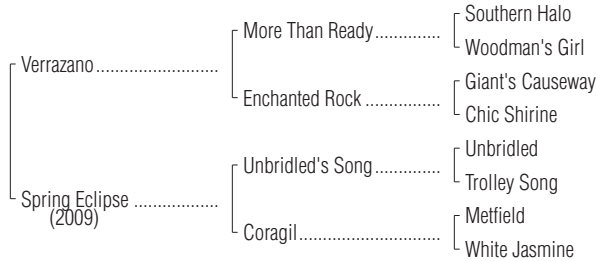 Southern Halo
More Than Ready..............
Woodman's Girl
Verrazano..........................
Giant's Causeway
Enchanted Rock ................
Chic Shirine
Unbridled
Unbridled's Song..............
Trolley Song
Spring Eclipse ..................
(2009)
Metfield
Coragil..............................
White Jasmine